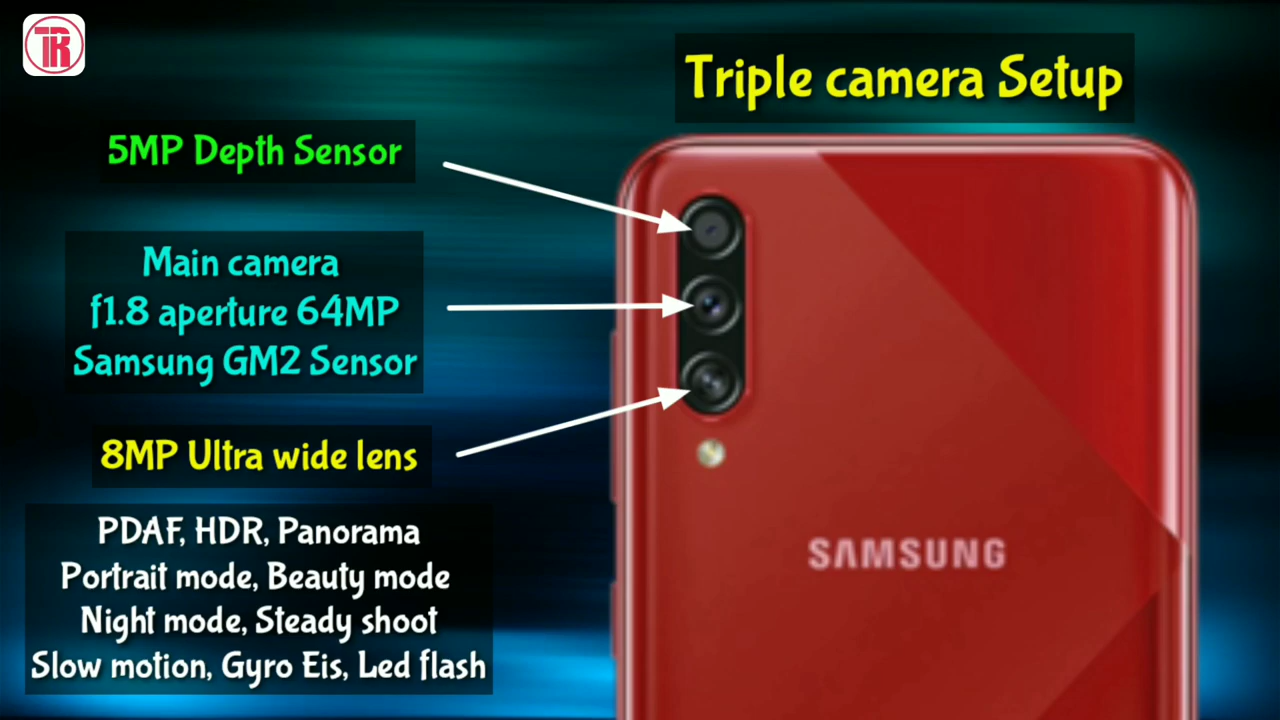 TR
Triple camera Setup
5MP Depth Sensor
Main camera
f1.8 aperture 64MP
Samsung GM2 Sensor
8MP Ultra wide lens
PDAF, HDR, Panorama
Portrait mode, Beauty mode
Night mode, Steady shoot
Slow motion, Gyro Eis, Led flash
SAMSUNG